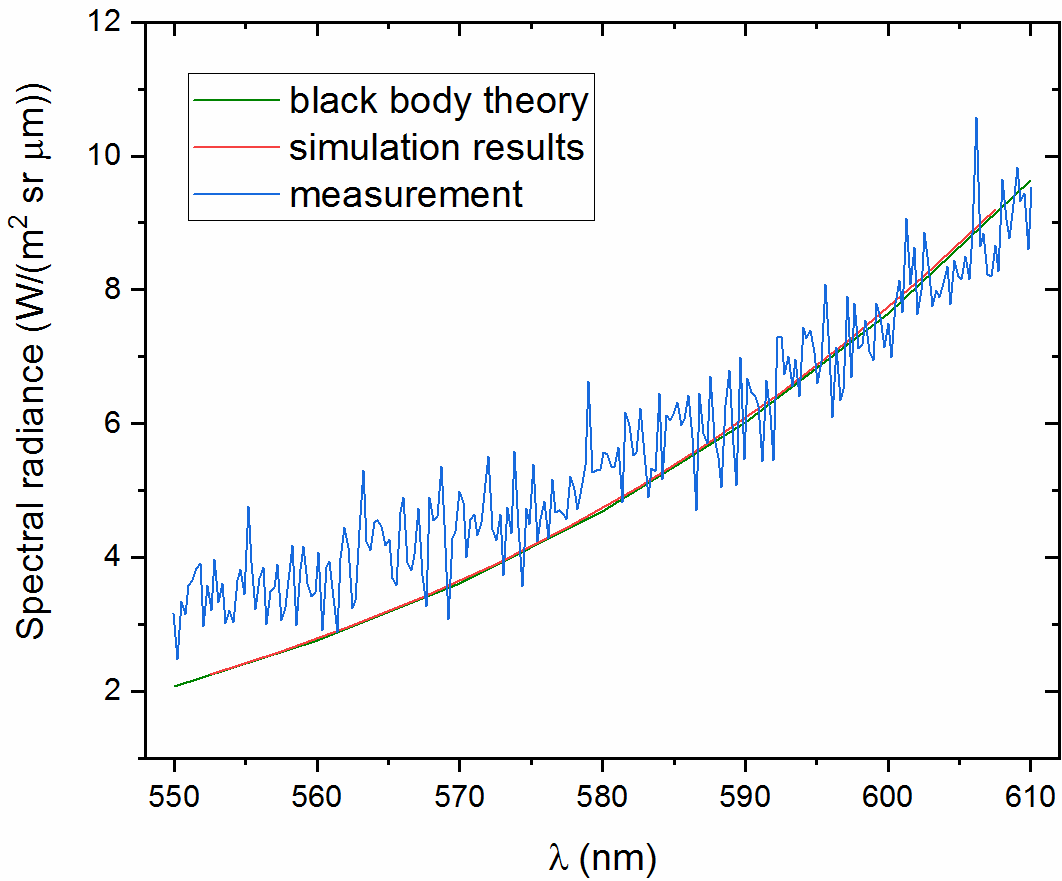 12
10
8
6
4
2
Spectral radiance (W/(m² sr μm))
black body theory
simulation results
measurement
550 560 570 580 590 600 610
λ (nm)